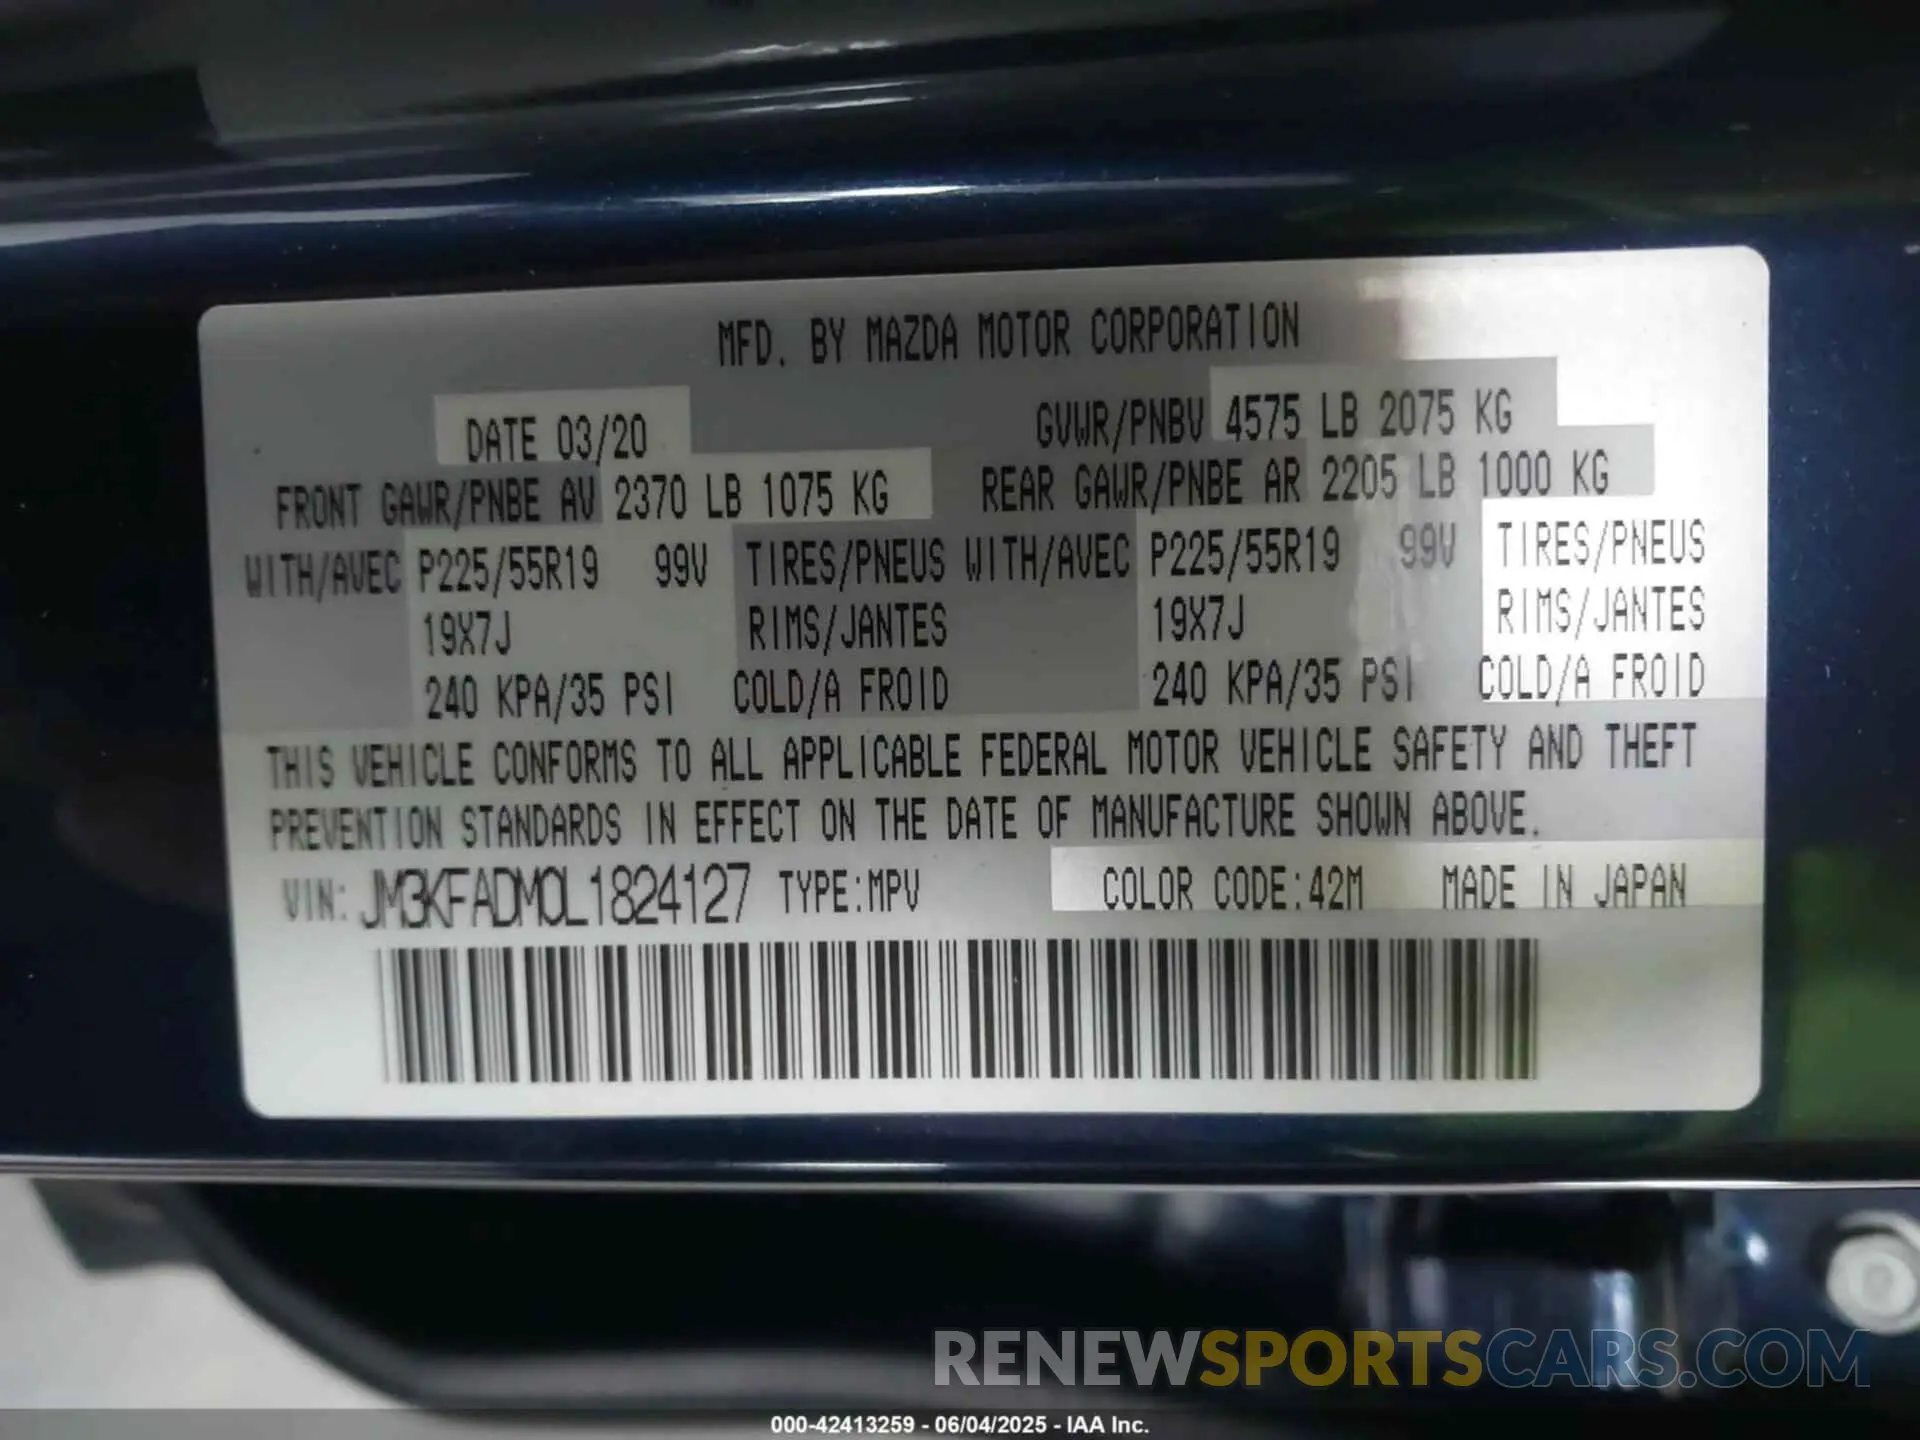 MFD. BY MAZDA MOTOR CORPORATION
DATE 03/20 GVWR/PNBV 4575 LB 2075 KG
FRONT GAWR/PNBE AV 2370 LB 1075 KG REAR GAWR/PNBE AR 2205 LB 1000 KG
WITH/AVEC P225/55R19 99V TIRES/PNEUS WITH/AVEC P225/55R19 99V TIRES/PNEUS
19X7J RIMS/JANTES 19X7J RIMS/JANTES
240 KPA/35 PSI COLD/A FROID 240 KPA/35 PSI COLD/A FROID
THIS VEHICLE CONFORMS TO ALL APPLICABLE FEDERAL MOTOR VEHICLE SAFETY AND THEFT
PREVENTION STANDARDS IN EFFECT ON THE DATE OF MANUFACTURE SHOWN ABOVE.
VIN: JM3KFADM0L1824127 TYPE:MPV COLOR CODE:42M MADE IN JAPAN
RENEWSPORTSCARS.COM
000-42413259 - 06/04/2025 - IAA Inc.